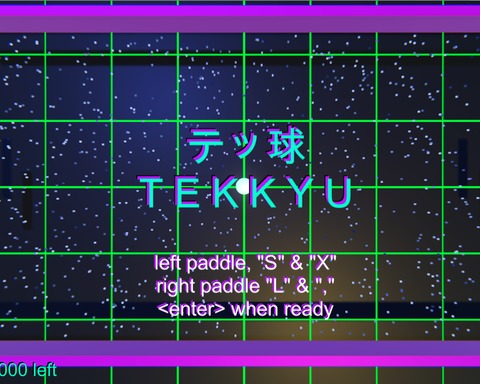 テッ球
TEKKYU
left paddle, "S" & "X"
right paddle "L" & ","
<enter> when ready
000 left